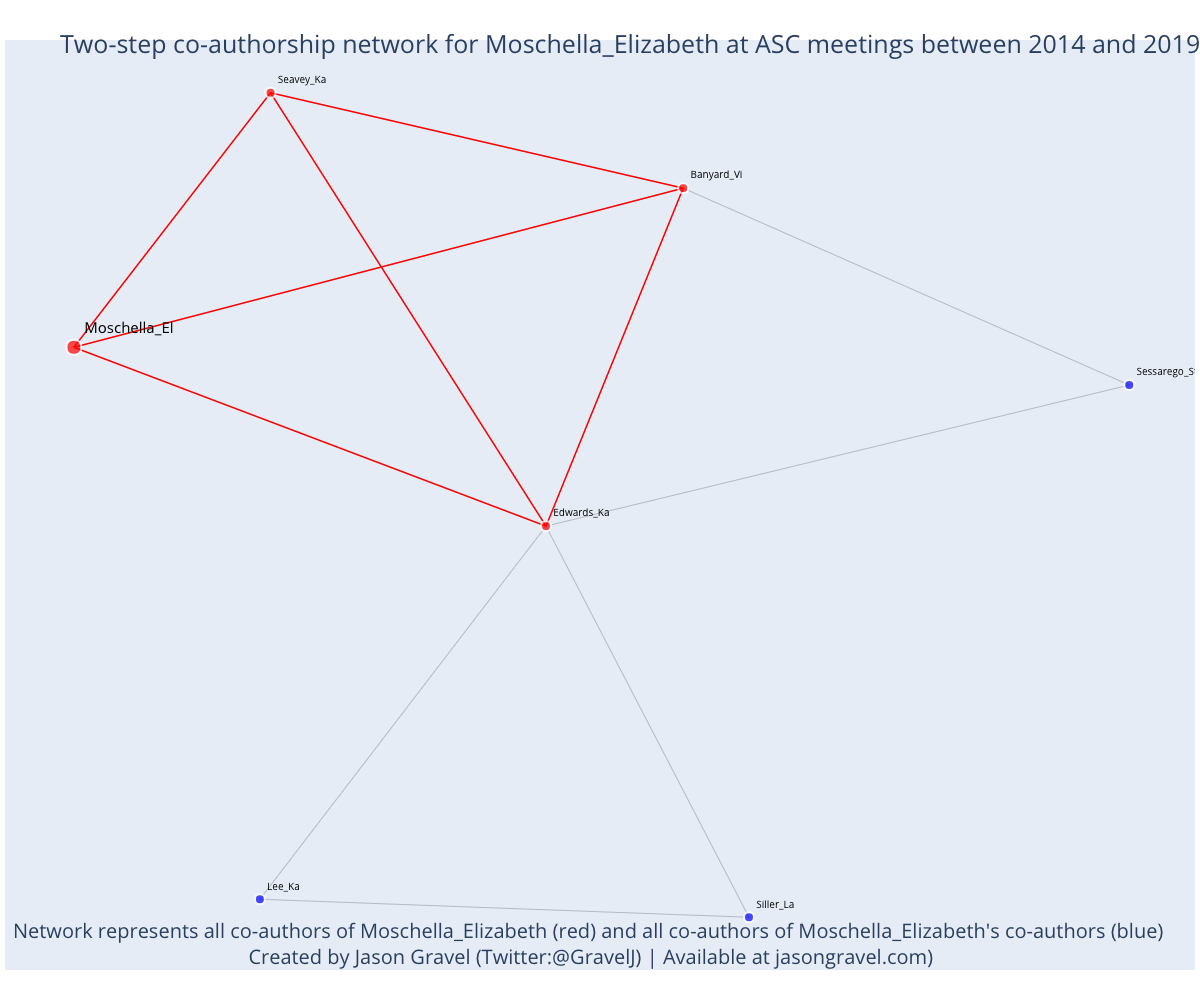 Two-step co-authorship network for Moschella_Elizabeth at ASC meetings between 2014 and 2019
Seavey_Ka
Banyard_Vi
Moschella_El
Sessarego_St
Edwards_Ka
Lee_Ka
Siller_La
Network represents all co-authors of Moschella_Elizabeth (red) and all co-authors of Moschella_Elizabeth's co-authors (blue)
Created by Jason Gravel (Twitter:@GravelJ) | Available at jasongravel.com)